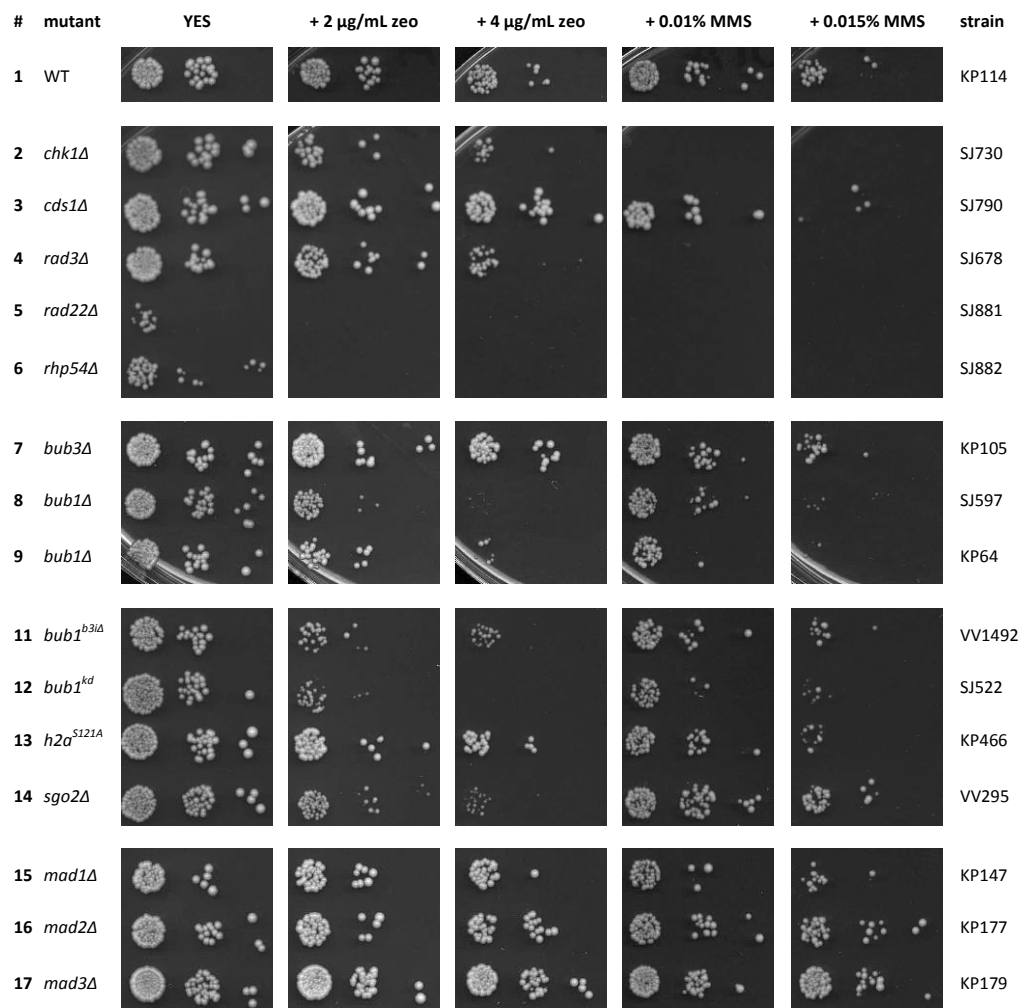 # mutant YES + 2 µg/mL zeo + 4 µg/mL zeo + 0.01% MMS + 0.015% MMS strain
1 WT KP114
2 chk1Δ SJ730
3 cds1Δ SJ790
4 rad3Δ SJ678
5 rad22Δ SJ881
6 rhp54Δ SJ882
7 bub3Δ KP105
8 bub1Δ SJ597
9 bub1Δ KP64
11 bub1b3iΔ VV1492
12 bub1kd SJ522
13 h2aS121A KP466
14 sgo2Δ VV295
15 mad1Δ KP147
16 mad2Δ KP177
17 mad3Δ KP179